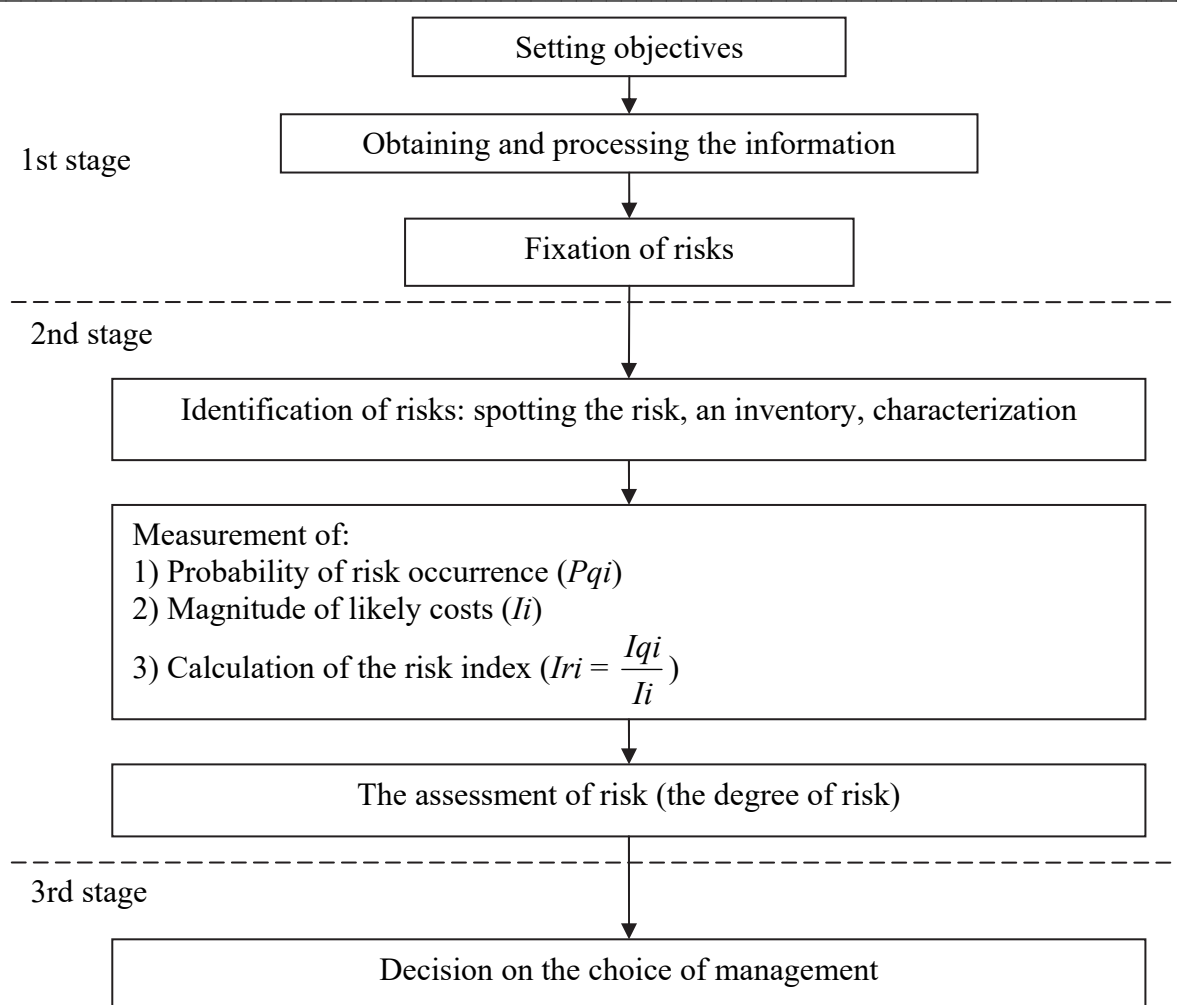 Setting objectives
Obtaining and processing the information
1st stage
Fixation of risks
2nd stage
Identification of risks: spotting the risk, an inventory, characterization
Measurement of:
1) Probability of risk occurrence (Pqi)
2) Magnitude of likely costs (Ii)
3) Calculation of the risk index (Iri = Iqi/Ii)
The assessment of risk (the degree of risk)
3rd stage
Decision on the choice of management